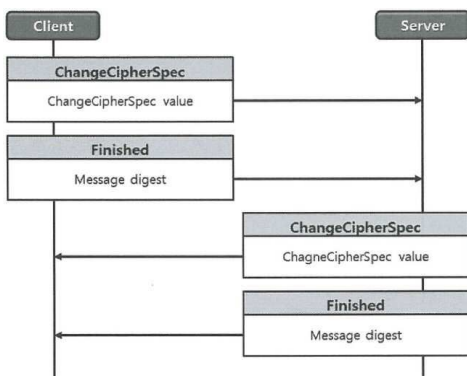 Client
Server
ChangeCipherSpec
ChangeCipherSpec value
Finished
Message digest
ChangeCipherSpec
ChagneCipherSpec value
Finished
Message digest